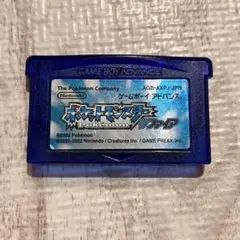 GAME BOY ADVANCE
The Pokémon Company
AGB-AXPJ-JPN
Nintendo
ゲームボーイ アドバンス
ポケットモンスター
サファイア
©2002 Pokémon
©1995-2002 Nintendo / Creatures inc. / GAME FREAK inc.